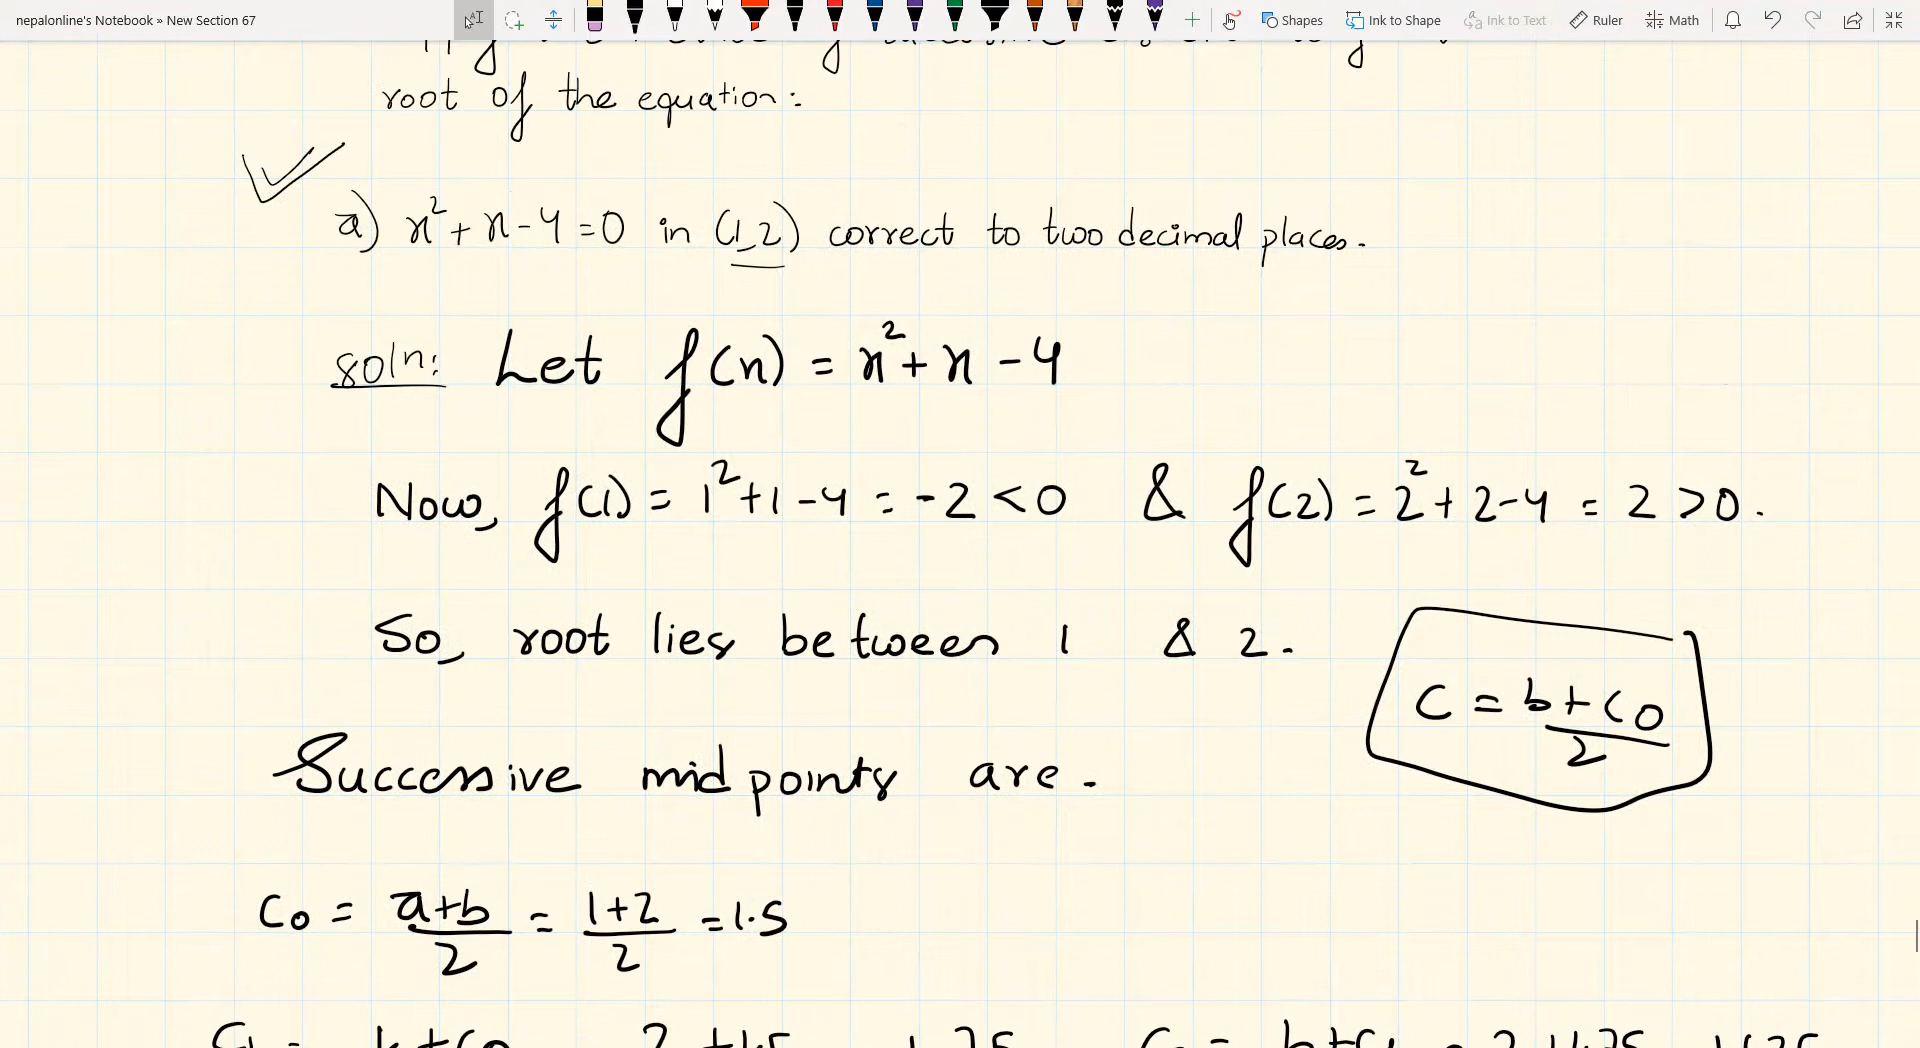 nepalonline's Notebook » New Section 67
Shapes Ink to Shape Ink to Text Ruler Math
root of the equation:
a) x² + x - 4 = 0 in (1,2) correct to two decimal places.
soln: Let f(x) = x² + x - 4
Now, f(1) = 1² + 1 - 4 = -2 < 0 & f(2) = 2² + 2 - 4 = 2 > 0.
So, root lies between 1 & 2.
C = b + C0 / 2
Successive midpoints are.
C0 = a+b / 2 = 1+2 / 2 = 1.5